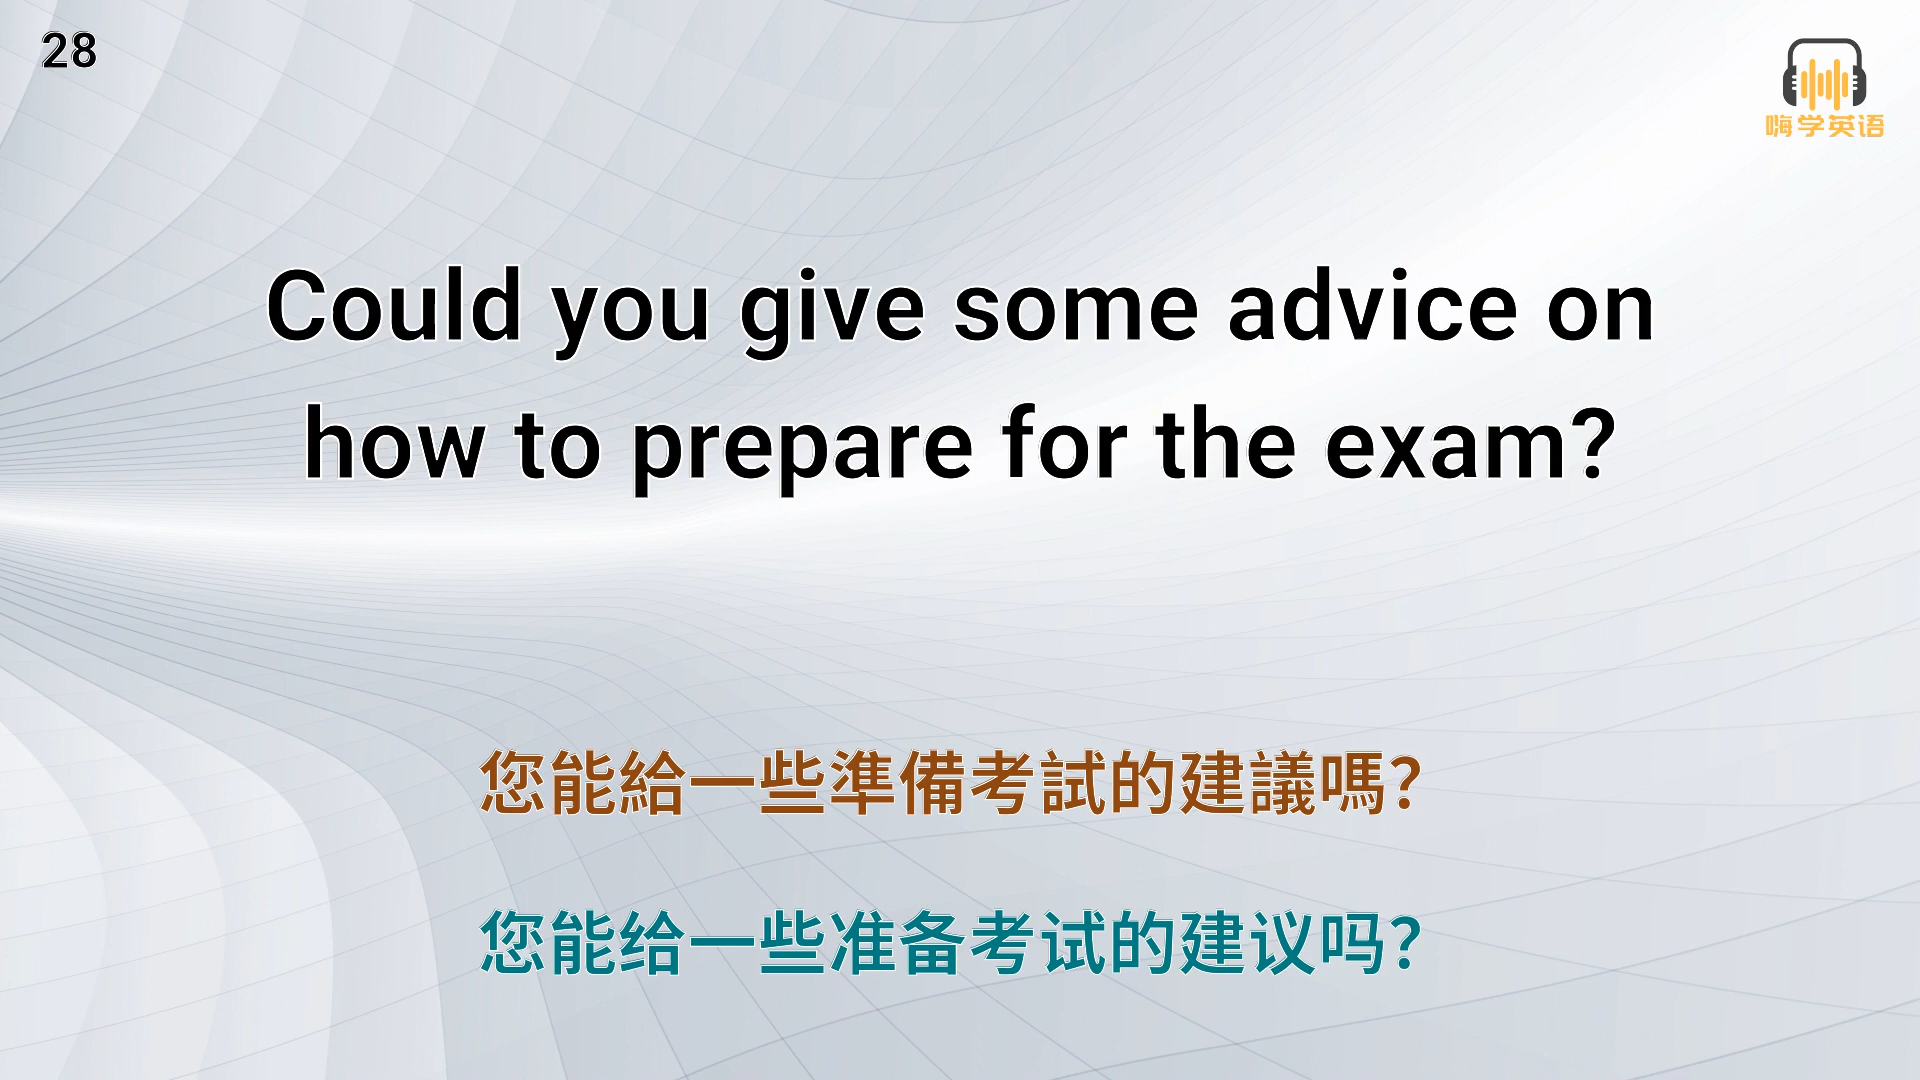 28
嗨学英语
Could you give some advice on
how to prepare for the exam?
您能給一些準備考試的建議嗎？
您能给一些准备考试的建议吗？